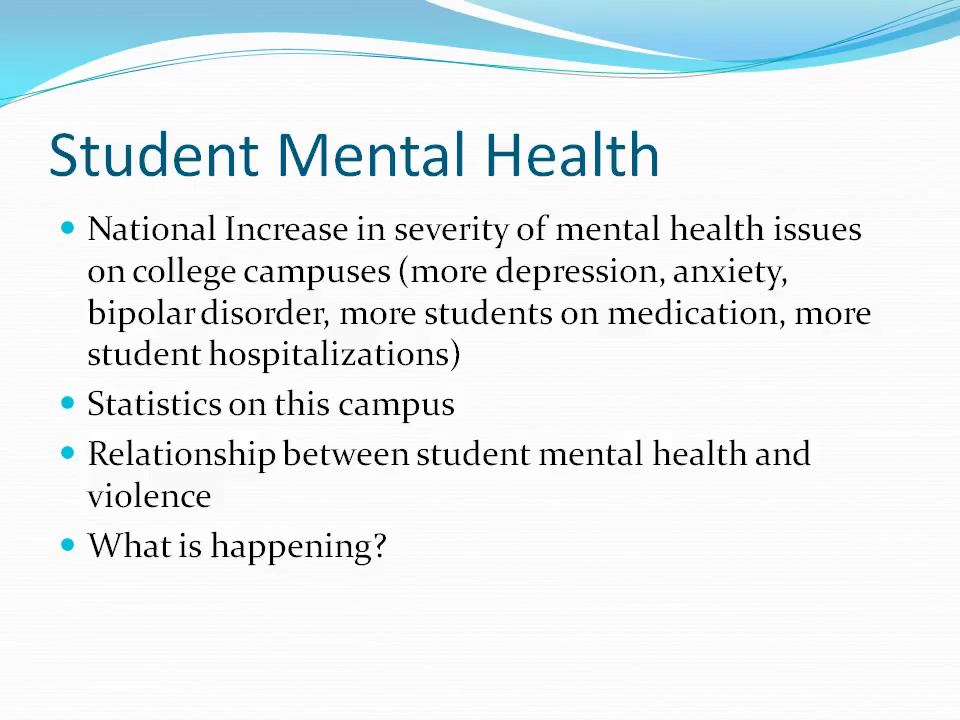 Student Mental Health
• National Increase in severity of mental health issues
on college campuses (more depression, anxiety,
bipolar disorder, more students on medication, more
student hospitalizations)
• Statistics on this campus
• Relationship between student mental health and
violence
• What is happening?